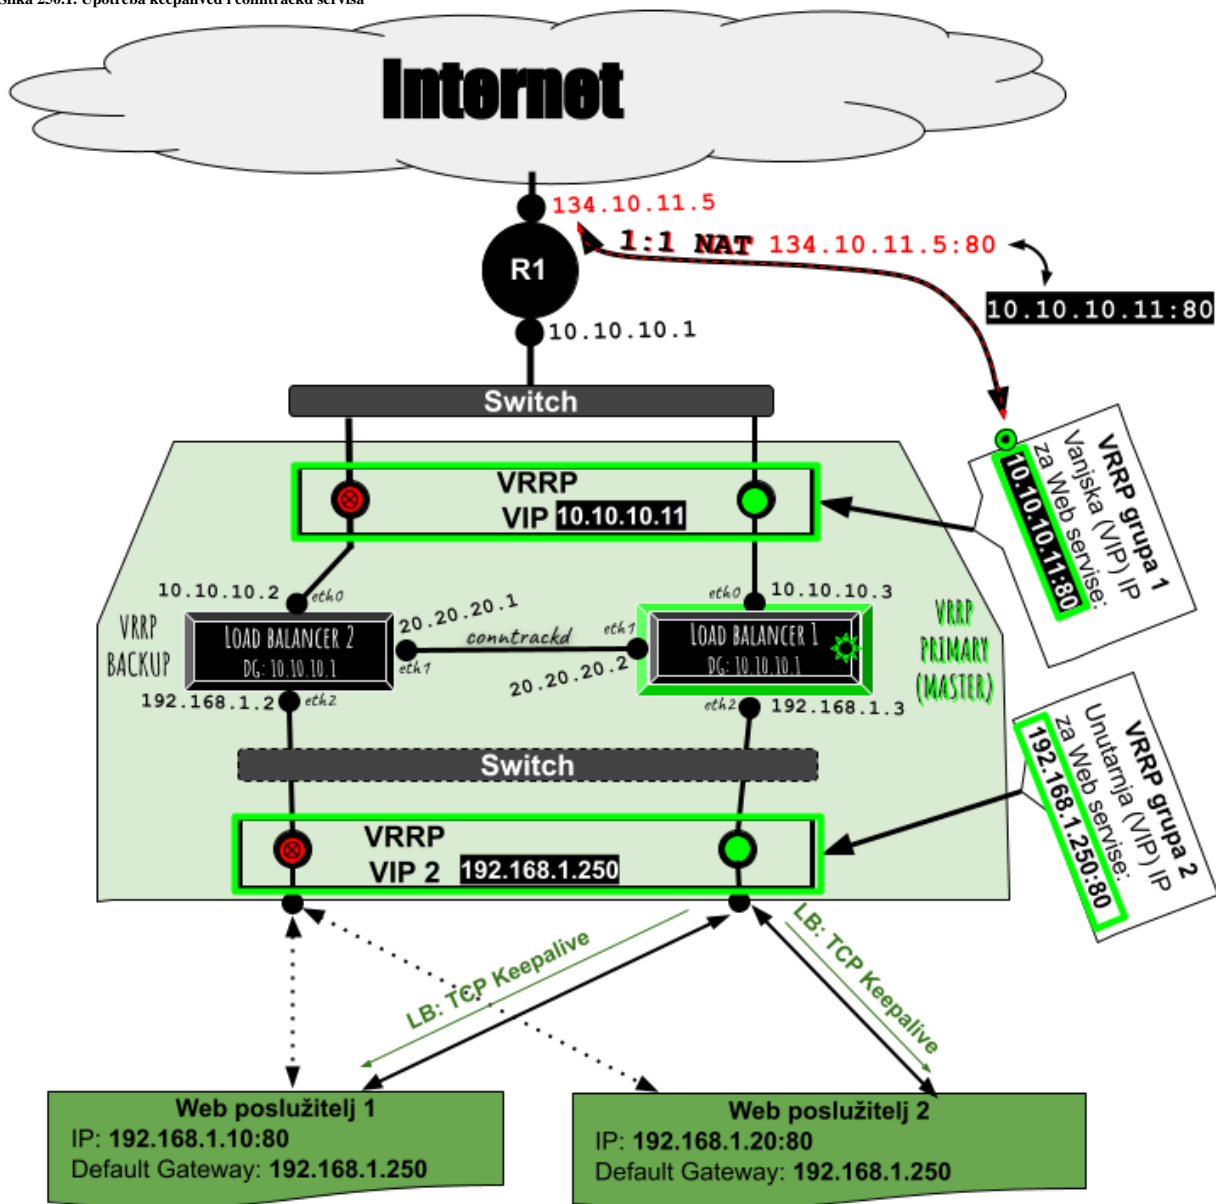 Slika 250.1. Upotreba keepalived i conntrackd servisa
Internet
134.10.11.5
1:1 NAT 134.10.11.5:80
R1
10.10.10.11:80
10.10.10.1
Switch
VRRP grupa 1
Vanjska (VIP) IP
za Web servise:
10.10.10.11:80
VRRP
VIP 10.10.10.11
10.10.10.2
eth0
eth0
10.10.10.3
VRRP
BACKUP
LOAD BALANCER 2
DG: 10.10.10.1
20.20.20.1
conntrackd
eth1
eth1
20.20.20.2
LOAD BALANCER 1
DG: 10.10.10.1
VRRP
PRIMARY
(MASTER)
192.168.1.2
eth2
eth2
192.168.1.3
Switch
VRRP grupa 2
Unutarnja (VIP) IP
za Web servise:
192.168.1.250:80
VRRP
VIP 2 192.168.1.250
LB: TCP Keepalive
LB: TCP Keepalive
Web poslužitelj 1
IP: 192.168.1.10:80
Default Gateway: 192.168.1.250
Web poslužitelj 2
IP: 192.168.1.20:80
Default Gateway: 192.168.1.250